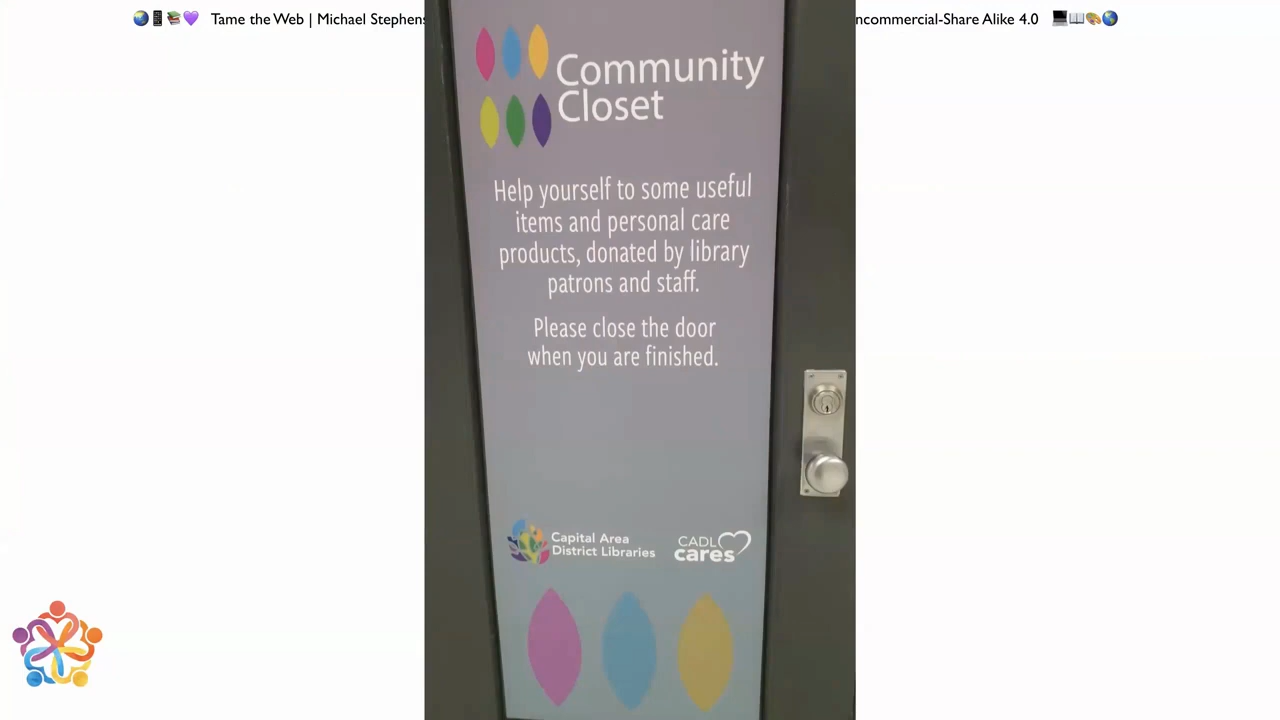 Tame the Web | Michael Stephens
ncommercial-Share Alike 4.0
Community
Closet
Help yourself to some useful
items and personal care
products, donated by library
patrons and staff.
Please close the door
when you are finished.
Capital Area
District Libraries
CADL
cares